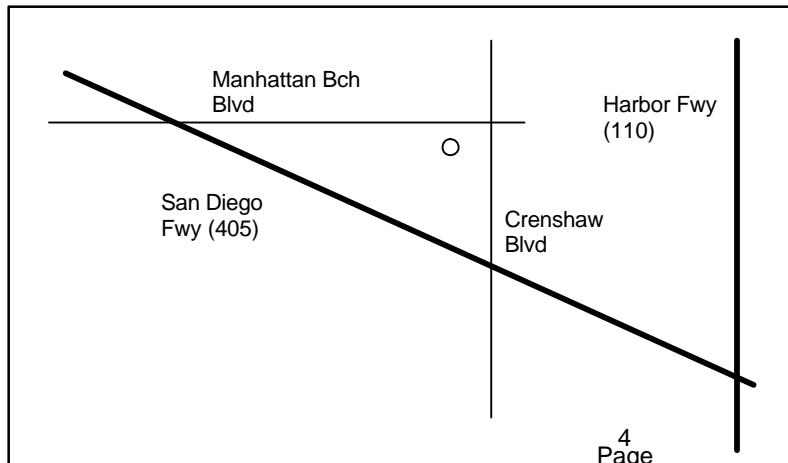 Manhattan Bch
Blvd
Harbor Fwy
(110)
San Diego
Fwy (405)
Crenshaw
Blvd
4
Page